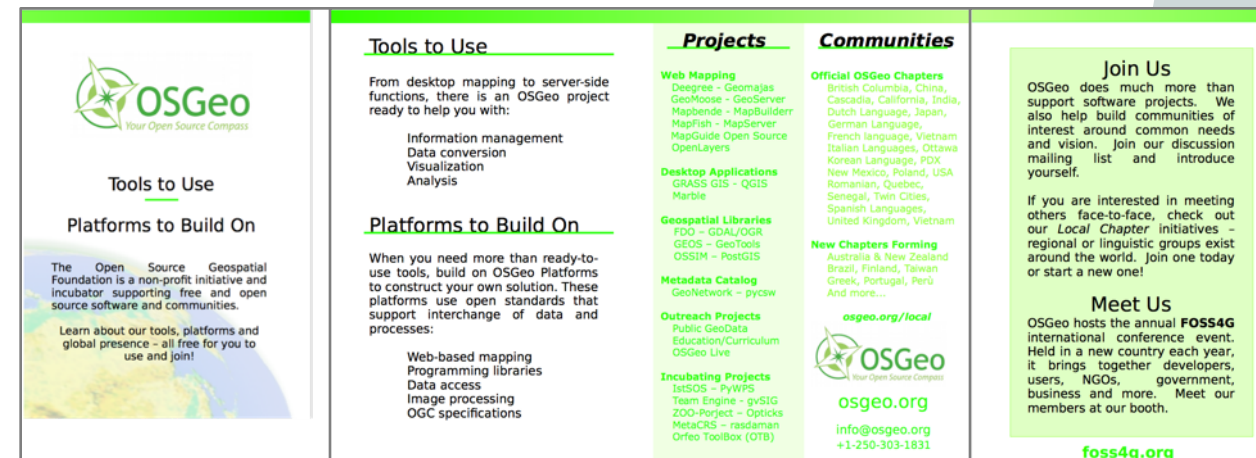 OSGeo
Your Open Source Compass
Tools to Use
Platforms to Build On
The Open Source Geospatial
Foundation is a non-profit initiative and
incubator supporting free and open
source software and communities.
Learn about our tools, platforms and
global presence – all free for you to
use and join!
Tools to Use
From desktop mapping to server-side
functions, there is an OSGeo project
ready to help you with:
Information management
Data conversion
Visualization
Analysis
Platforms to Build On
When you need more than ready-to-
use tools, build on OSGeo Platforms
to construct your own solution. These
platforms use open standards that
support interchange of data and
processes:
Web-based mapping
Programming libraries
Data access
Image processing
OGC specifications
Projects
Web Mapping
Deegree - Geomajas
GeoMoose - GeoServer
Mapbende - MapBuilderr
MapFish - MapServer
MapGuide Open Source
OpenLayers
Desktop Applications
GRASS GIS - QGIS
Marble
Geospatial Libraries
FDO – GDAL/OGR
GEOS – GeoTools
OSSIM – PostGIS
Metadata Catalog
GeoNetwork – pycsw
Outreach Projects
Public GeoData
Education/Curriculum
OSGeo Live
Incubating Projects
IstSOS – PyWPS
Team Engine - gvSIG
ZOO-Porject – Opticks
MetaCRS – rasdaman
Orfeo ToolBox (OTB)
Communities
Official OSGeo Chapters
British Columbia, China,
Cascadia, California, India,
Dutch Language, Japan,
German Language,
French language, Vietnam
Italian Languages, Ottawa
Korean Language, PDX
New Mexico, Poland, USA
Romanian, Quebec,
Senegal, Twin Cities,
Spanish Languages,
United Kingdom, Vietnam
New Chapters Forming
Australia & New Zealand
Brazil, Finland, Taiwan
Greek, Portugal, Perù
And more...
osgeo.org/local
OSGeo
Your Open Source Compass
osgeo.org
info@osgeo.org
+1-250-303-1831
Join Us
OSGeo does much more than
support software projects. We
also help build communities of
interest around common needs
and vision. Join our discussion
mailing list and introduce
yourself.
If you are interested in meeting
others face-to-face, check out
our Local Chapter initiatives –
regional or linguistic groups exist
around the world. Join one today
or start a new one!
Meet Us
OSGeo hosts the annual FOSS4G
international conference event.
Held in a new country each year,
it brings together developers,
users, NGOs, government,
business and more. Meet our
members at our booth.
foss4g.org